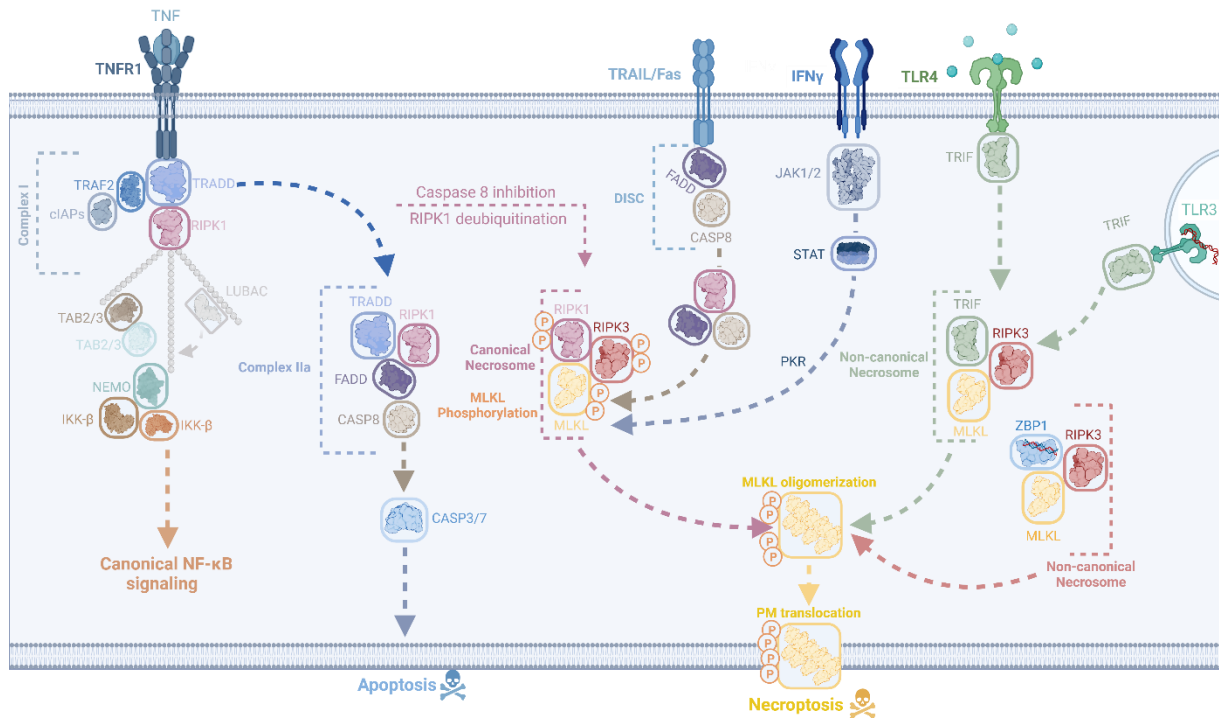 TNF
TNFR1
TRAIL/Fas
IFNγ
TLR4
Complex I
TRAF2
cIAPs
TRADD
RIPK1
LUBAC
TAB2/3
TAB2/3
NEMO
IKK-β
IKK-β
Canonical NF-κB
signaling
Caspase 8 inhibition
RIPK1 deubiquitination
Complex IIa
TRADD
RIPK1
FADD
CASP8
CASP3/7
Apoptosis
DISC
FADD
CASP8
Canonical
Necrosome
MLKL
Phosphorylation
RIPK1
RIPK3
MLKL
P
P
P
P
P
P
JAK1/2
STAT
PKR
TRIF
TRIF
TLR3
Non-canonical
Necrosome
TRIF
RIPK3
MLKL
ZBP1
RIPK3
MLKL
Non-canonical
Necrosome
MLKL oligomerization
P
P
P
P
PM translocation
P
P
P
P
Necroptosis